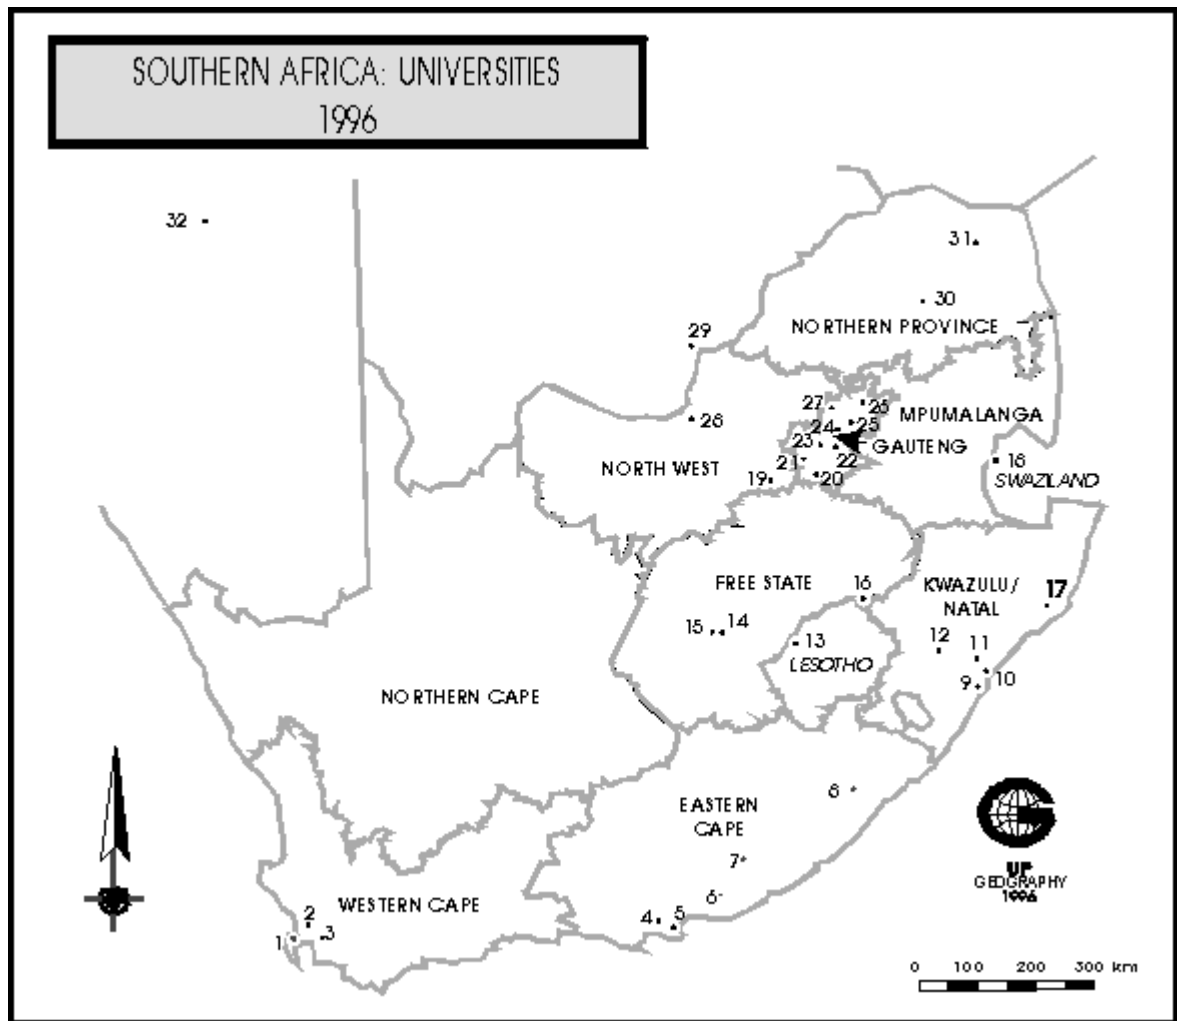 SOUTHERN AFRICA: UNIVERSITIES
1996
32
31
30
NORTHERN PROVINCE
29
27
26
MPUMALANGA
28
24
25
23
GAUTENG
22
NORTH WEST
21
18
19
20
SWAZILAND
FREE STATE
16
KWAZULU/
NATAL
17
15
14
13
12
11
LESOTHO
10
9
NORTHERN CAPE
8
EASTERN
CAPE
7
6
WESTERN CAPE
2
4
5
1
3
UP
GEOGRAPHY
1996
0 100 200 300 km